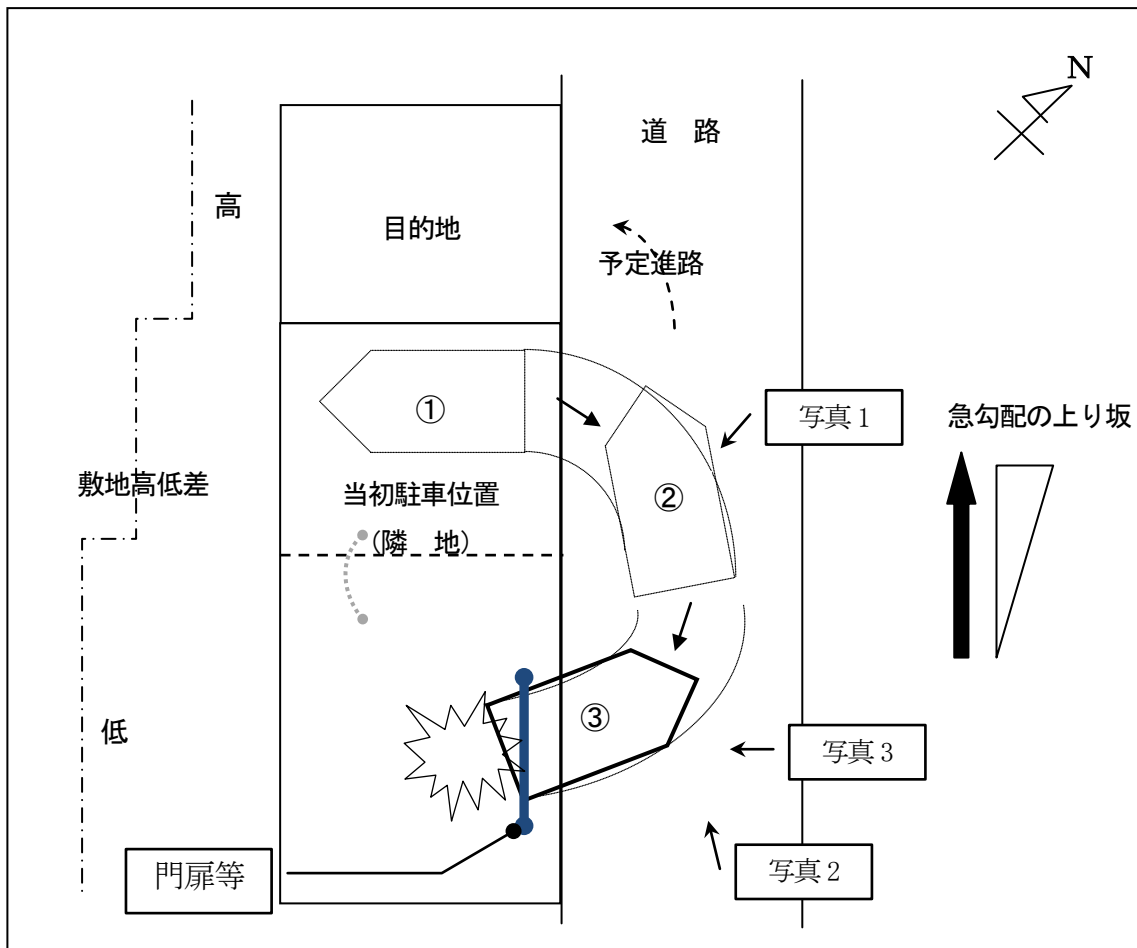 N
道　路
高
目的地
予定進路
①
写真１
急勾配の上り坂
敷地高低差
当初駐車位置
②
(隣　地)
③
低
写真３
門扉等
写真２